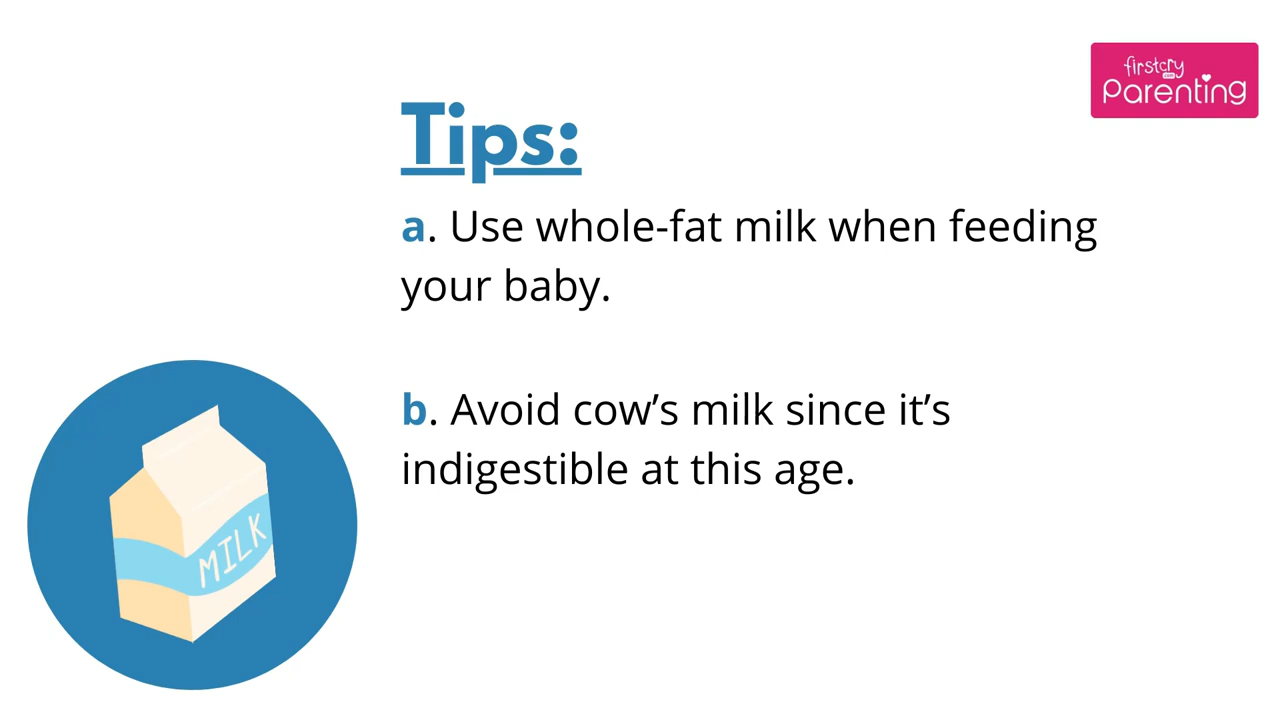 firstcry
.com
Parenting
Tips:
a. Use whole-fat milk when feeding
your baby.
b. Avoid cow’s milk since it’s
indigestible at this age.
MILK